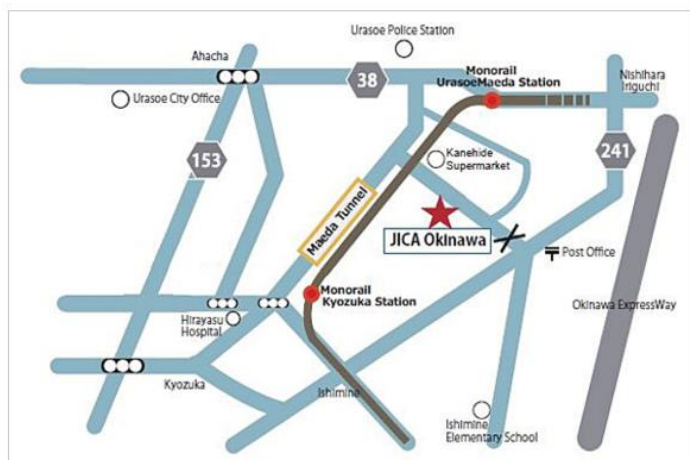 Urasoe Police Station
Ahacha
Monorail
UrasoeMaeda Station
Nishihara
Iriguchi
38
Urasoe City Office
153
241
Kanehide
Supermarket
Maeda Tunnel
JICA Okinawa
Post Office
Monorail
Kyozuka Station
Okinawa ExpressWay
Hirayasu
Hospital
Kyozuka
Ishimine
Ishimine
Elementary School